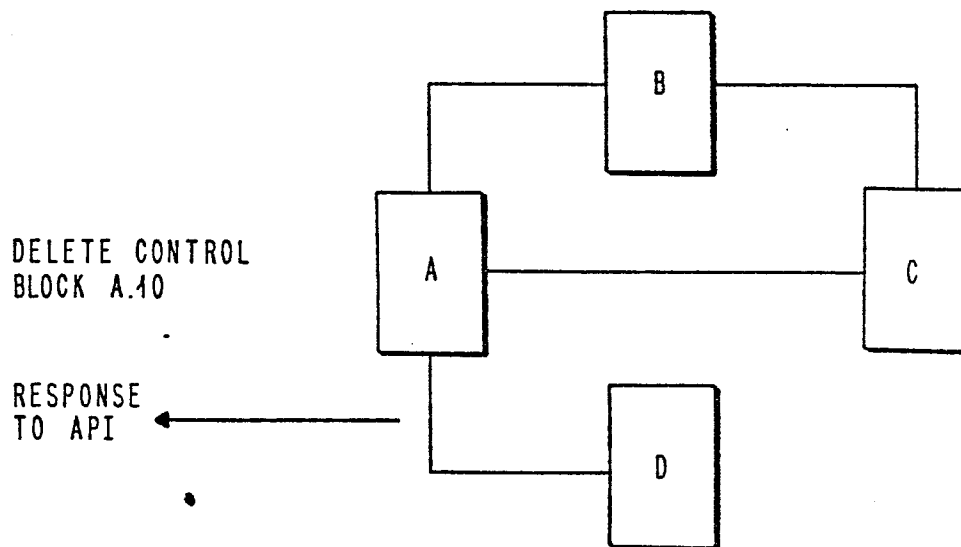 B
DELETE CONTROL
BLOCK A.10
A
C
RESPONSE
TO API
D